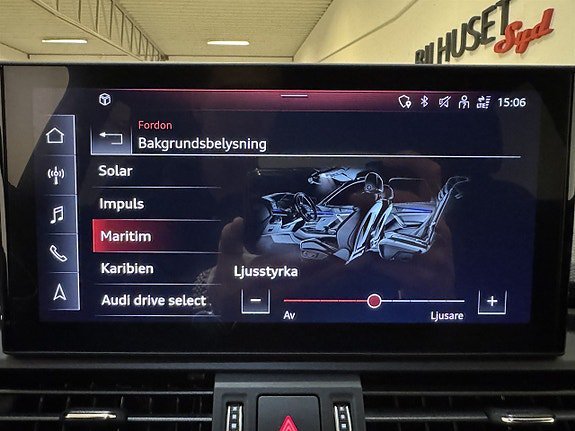 BILHUSET
Syd
15:06
Fordon
Bakgrundsbelysning
Solar
Impuls
Maritim
Karibien
Audi drive select
Ljusstyrka
Av
Ljusare